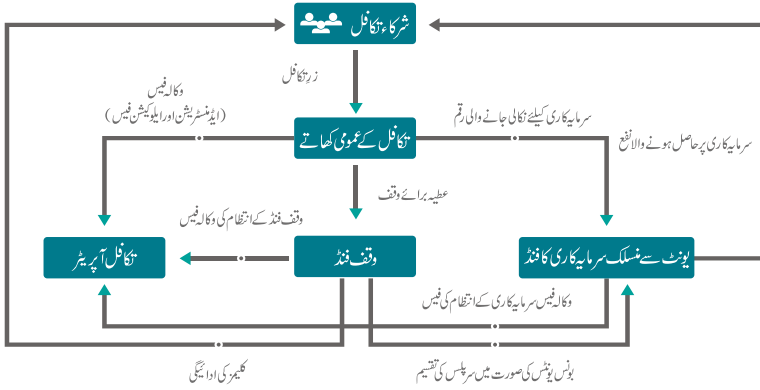 شرکاء تکافل
زرِ تکافل
وکالہ فیس
(ایڈمنسٹریشن اور ایلوکیشن فیس)
سرمایہ کاری کیلئے نکالی جانے والی رقم
تکافل کے عمومی کھاتے
سرمایہ کاری پر حاصل ہونے والا نفع
عطیہ برائے وقف
وقف فنڈ کے انتظام کی وکالہ فیس
یونٹ سے منسلک سرمایہ کاری کا فنڈ
وقف فنڈ
تکافل آپریٹر
وکالہ فیس سرمایہ کاری کے انتظام کی فیس
کلیمز کی ادائیگی
بونس یونٹس کی صورت میں سرپلس کی تقسیم